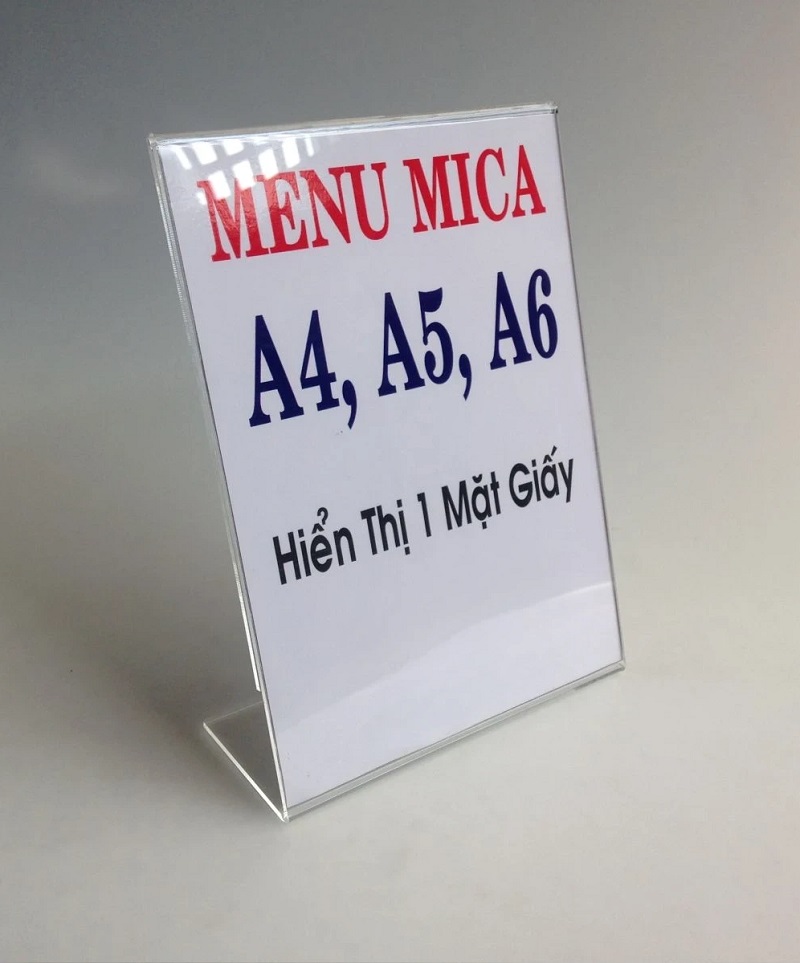 MENU MICA
A4, A5, A6
Hiển Thị 1 Mặt Giấy